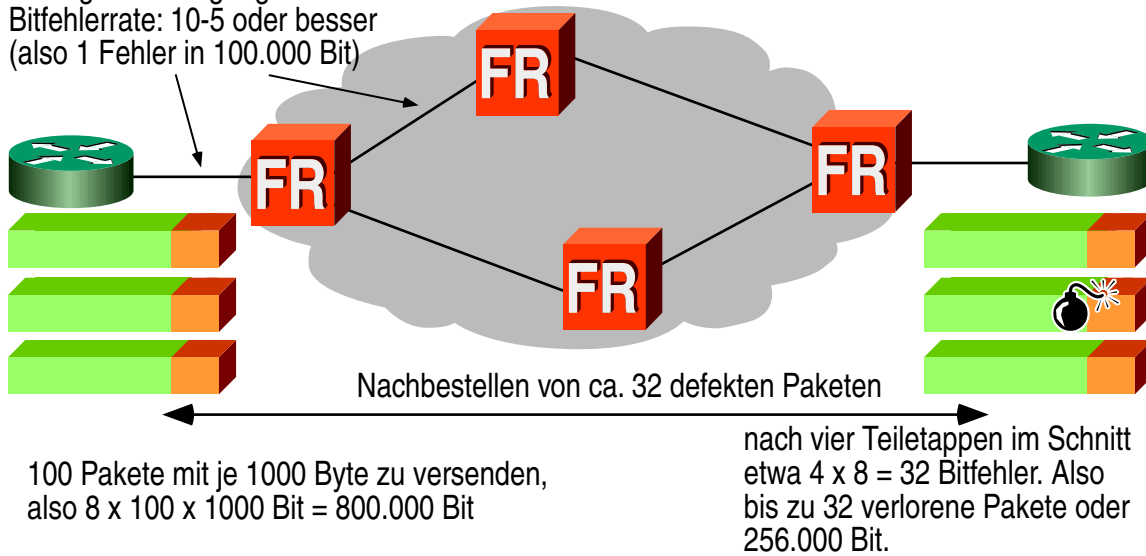 Bitfehlerrate: 10-5 oder besser
(also 1 Fehler in 100.000 Bit)
FR
FR
FR
FR
Nachbestellen von ca. 32 defekten Paketen
100 Pakete mit je 1000 Byte zu versenden,
also 8 x 100 x 1000 Bit = 800.000 Bit
nach vier Teiletappen im Schnitt
etwa 4 x 8 = 32 Bitfehler. Also
bis zu 32 verlorene Pakete oder
256.000 Bit.